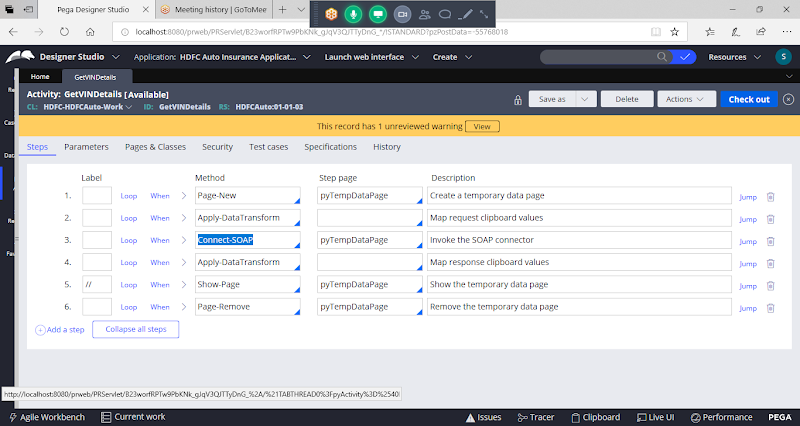 Pega Designer Studio
Meeting history | GoToMee
localhost:8080/prweb/PRServlet/B23worfRPTw9PbKNk_gJqV3QJTTyDnG_*/!STANDARD?pzPostData=-55768018
Designer Studio
Application: HDFC Auto Insurance Applicat...
Launch web interface
Create
Resources
S
Home
GetVINDetails
Activity: GetVINDetails [Available]
CL: HDFC-HDFCAuto-Work
ID: GetVINDetails
RS: HDFCAuto:01-01-03
Save as
Delete
Actions
Check out
This record has 1 unreviewed warning
View
Steps
Parameters
Pages & Classes
Security
Test cases
Specifications
History
Label
Method
Step page
Description
1. Loop When Page-New pyTempDataPage Create a temporary data page Jump
2. Loop When Apply-DataTransform Map request clipboard values Jump
3. Loop When Connect-SOAP pyTempDataPage Invoke the SOAP connector Jump
4. Loop When Apply-DataTransform Map response clipboard values Jump
5. // Loop When Show-Page pyTempDataPage Show the temporary data page Jump
6. Loop When Page-Remove pyTempDataPage Remove the temporary data page Jump
Add a step
Collapse all steps
http://localhost:8080/prweb/PRServlet/B23worfRPTw9PbKNk_gJqV3QJTTyDnG_%2A/%21TABTHREAD0%3FpyActivity%3D%2540
Agile Workbench
Current work
Issues
Tracer
Clipboard
Live UI
Performance
PEGA